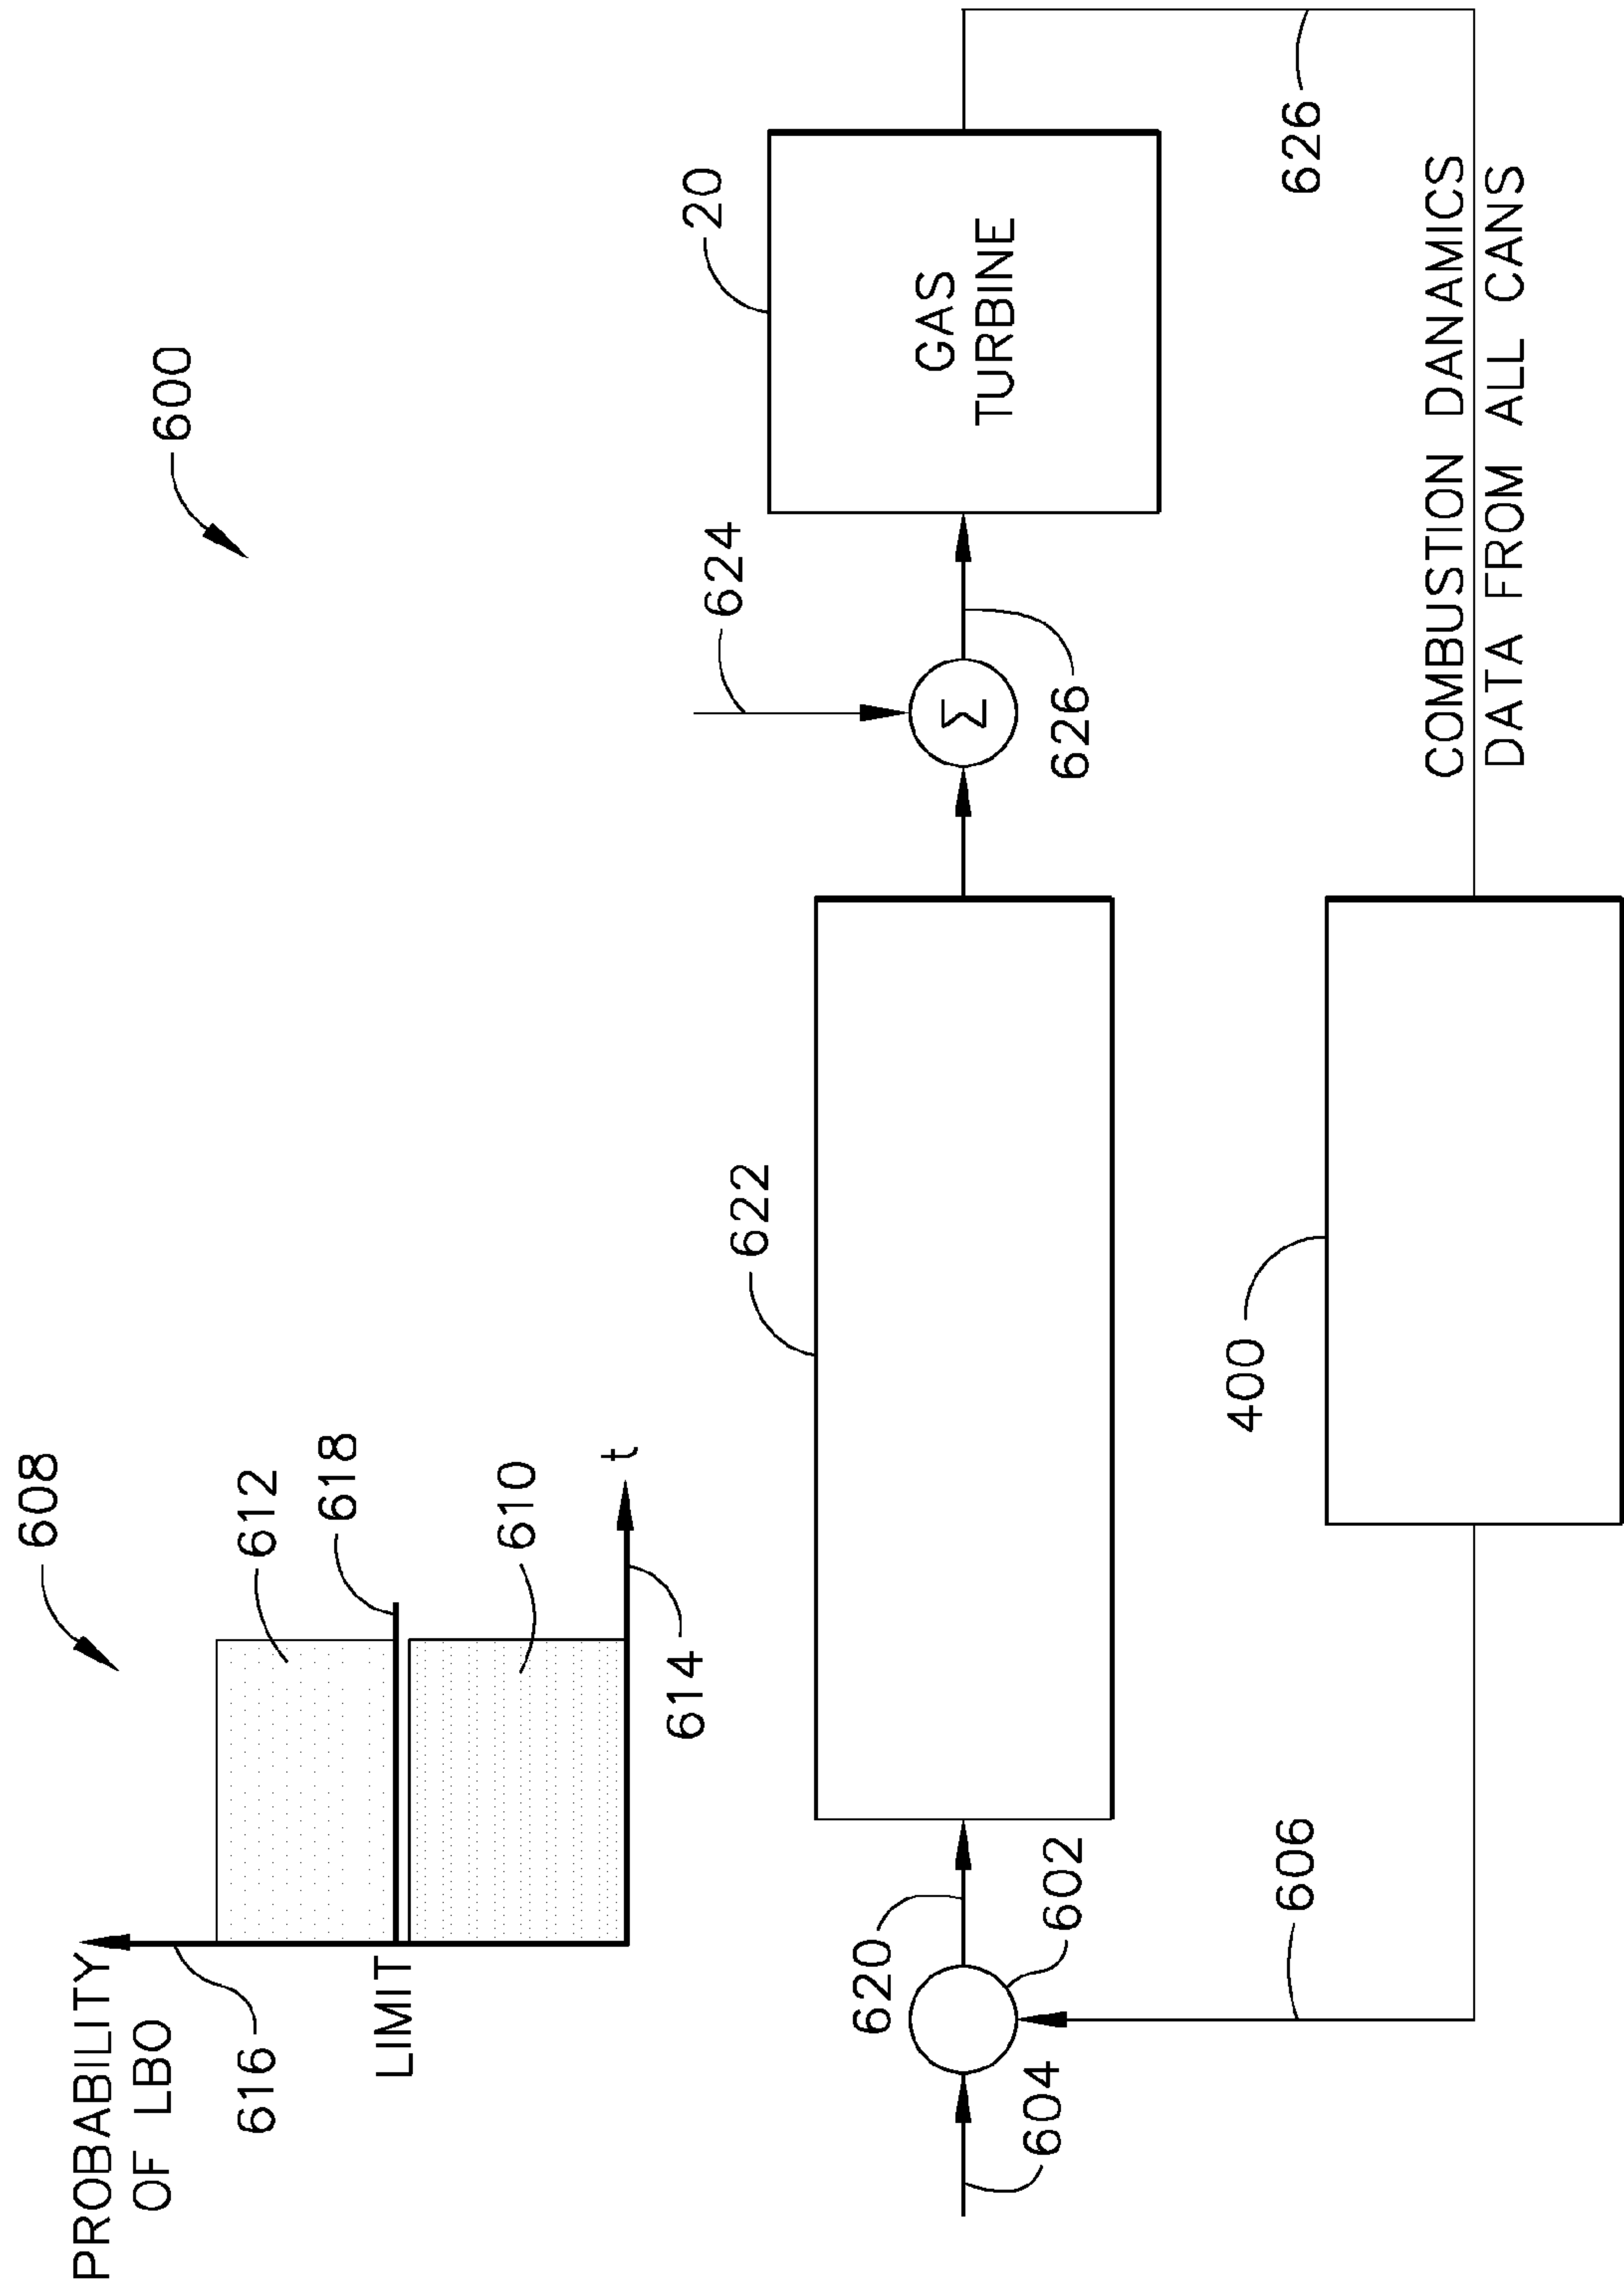 600
608
PROBABILITY
OF LBO
616
612
618
LIMIT
610
t
614
622
624
20
620
602
604
Σ
626
GAS
TURBINE
606
400
626
COMBUSTION DANAMICS
DATA FROM ALL CANS